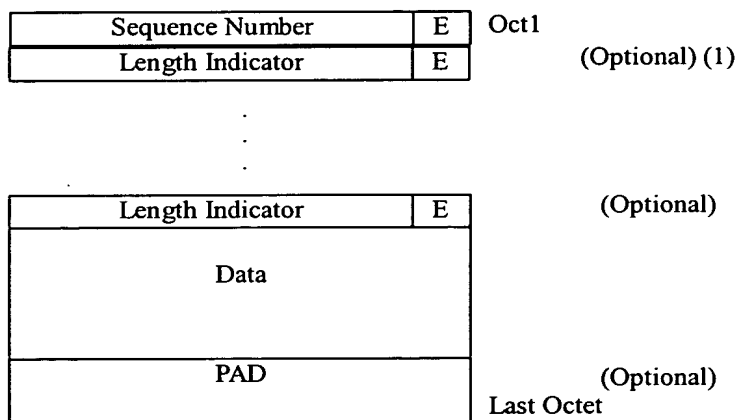 Sequence Number E Oct1
Length Indicator E (Optional) (1)
Length Indicator E (Optional)
Data
PAD (Optional)
Last Octet